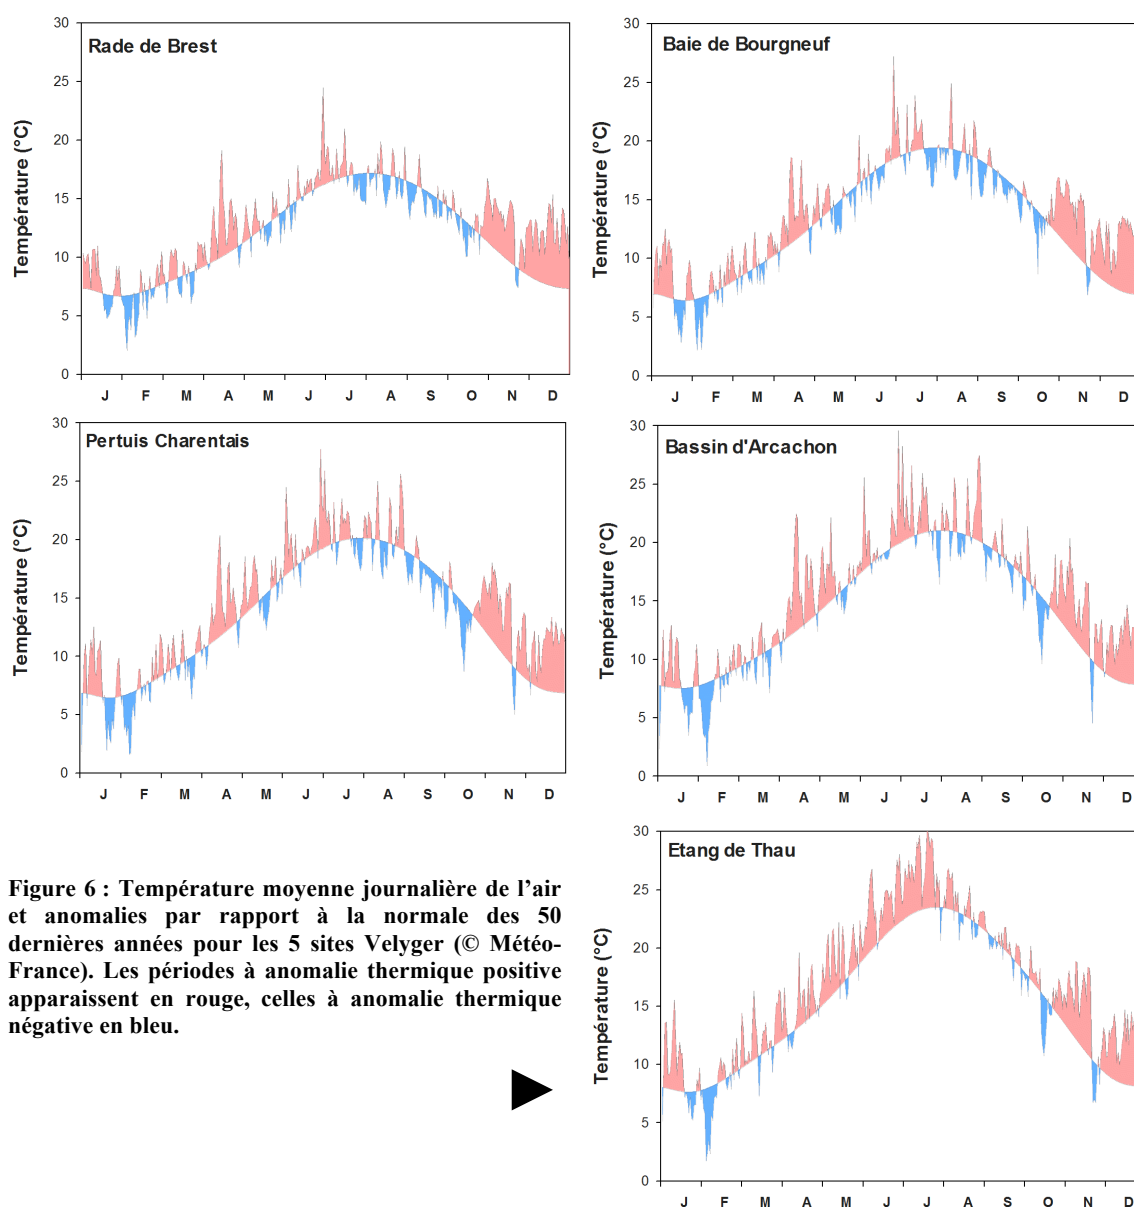 Rade de Brest
Température (°C)
30
25
20
15
10
5
0
J F M A M J J A S O N D
Baie de Bourgneuf
Température (°C)
30
25
20
15
10
5
0
J F M A M J J A S O N D
Pertuis Charentais
Température (°C)
30
25
20
15
10
5
0
J F M A M J J A S O N D
Bassin d'Arcachon
Température (°C)
30
25
20
15
10
5
0
J F M A M J J A S O N D
Etang de Thau
Température (°C)
30
25
20
15
10
5
0
J F M A M J J A S O N D
Figure 6 : Température moyenne journalière de l’air
et anomalies par rapport à la normale des 50
dernières années pour les 5 sites Velyger (© Météo-
France). Les périodes à anomalie thermique positive
apparaissent en rouge, celles à anomalie thermique
négative en bleu.